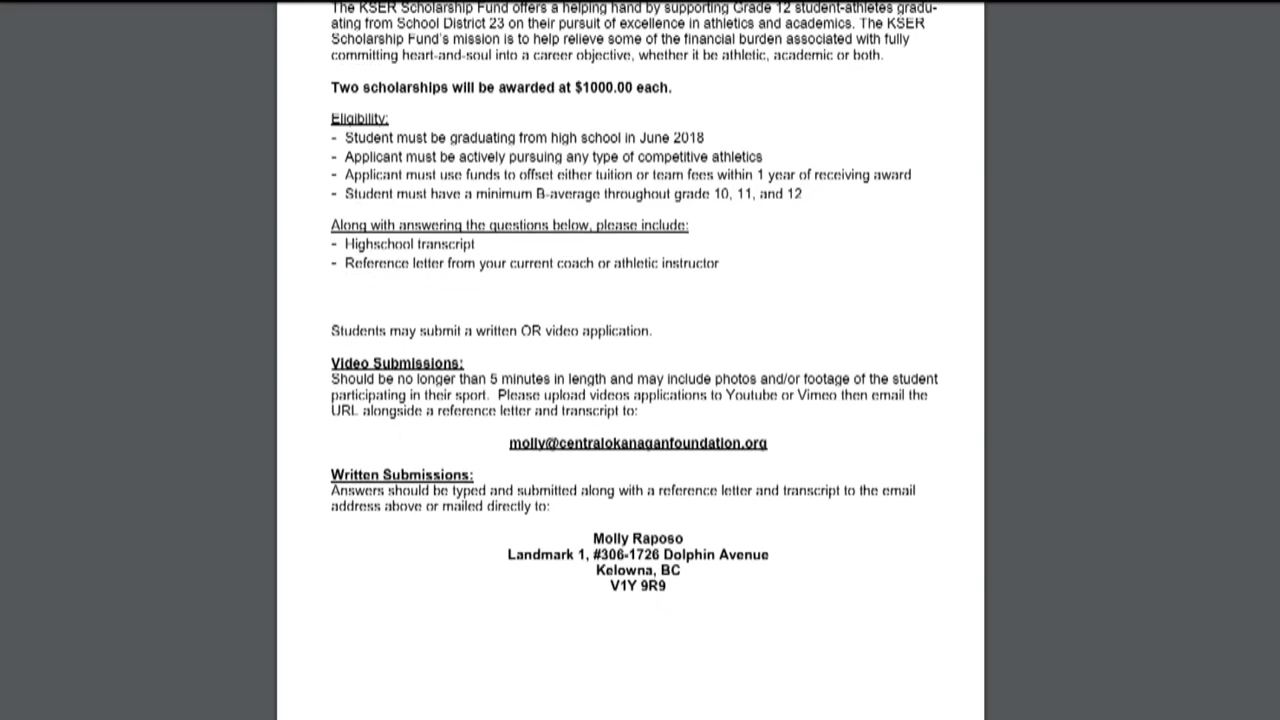 The KSER Scholarship Fund offers a helping hand by supporting Grade 12 student-athletes gradu-
ating from School District 23 on their pursuit of excellence in athletics and academics. The KSER
Scholarship Fund's mission is to help relieve some of the financial burden associated with fully
committing heart-and-soul into a career objective, whether it be athletic, academic or both.
Two scholarships will be awarded at $1000.00 each.
Eligibility:
- Student must be graduating from high school in June 2018
- Applicant must be actively pursuing any type of competitive athletics
- Applicant must use funds to offset either tuition or team fees within 1 year of receiving award
- Student must have a minimum B-average throughout grade 10, 11, and 12
Along with answering the questions below, please include:
- Highschool transcript
- Reference letter from your current coach or athletic instructor
Students may submit a written OR video application.
Video Submissions:
Should be no longer than 5 minutes in length and may include photos and/or footage of the student
participating in their sport. Please upload videos applications to Youtube or Vimeo then email the
URL alongside a reference letter and transcript to:
molly@centralokanaganfoundation.org
Written Submissions:
Answers should be typed and submitted along with a reference letter and transcript to the email
address above or mailed directly to:
Molly Raposo
Landmark 1, #306-1726 Dolphin Avenue
Kelowna, BC
V1Y 9R9